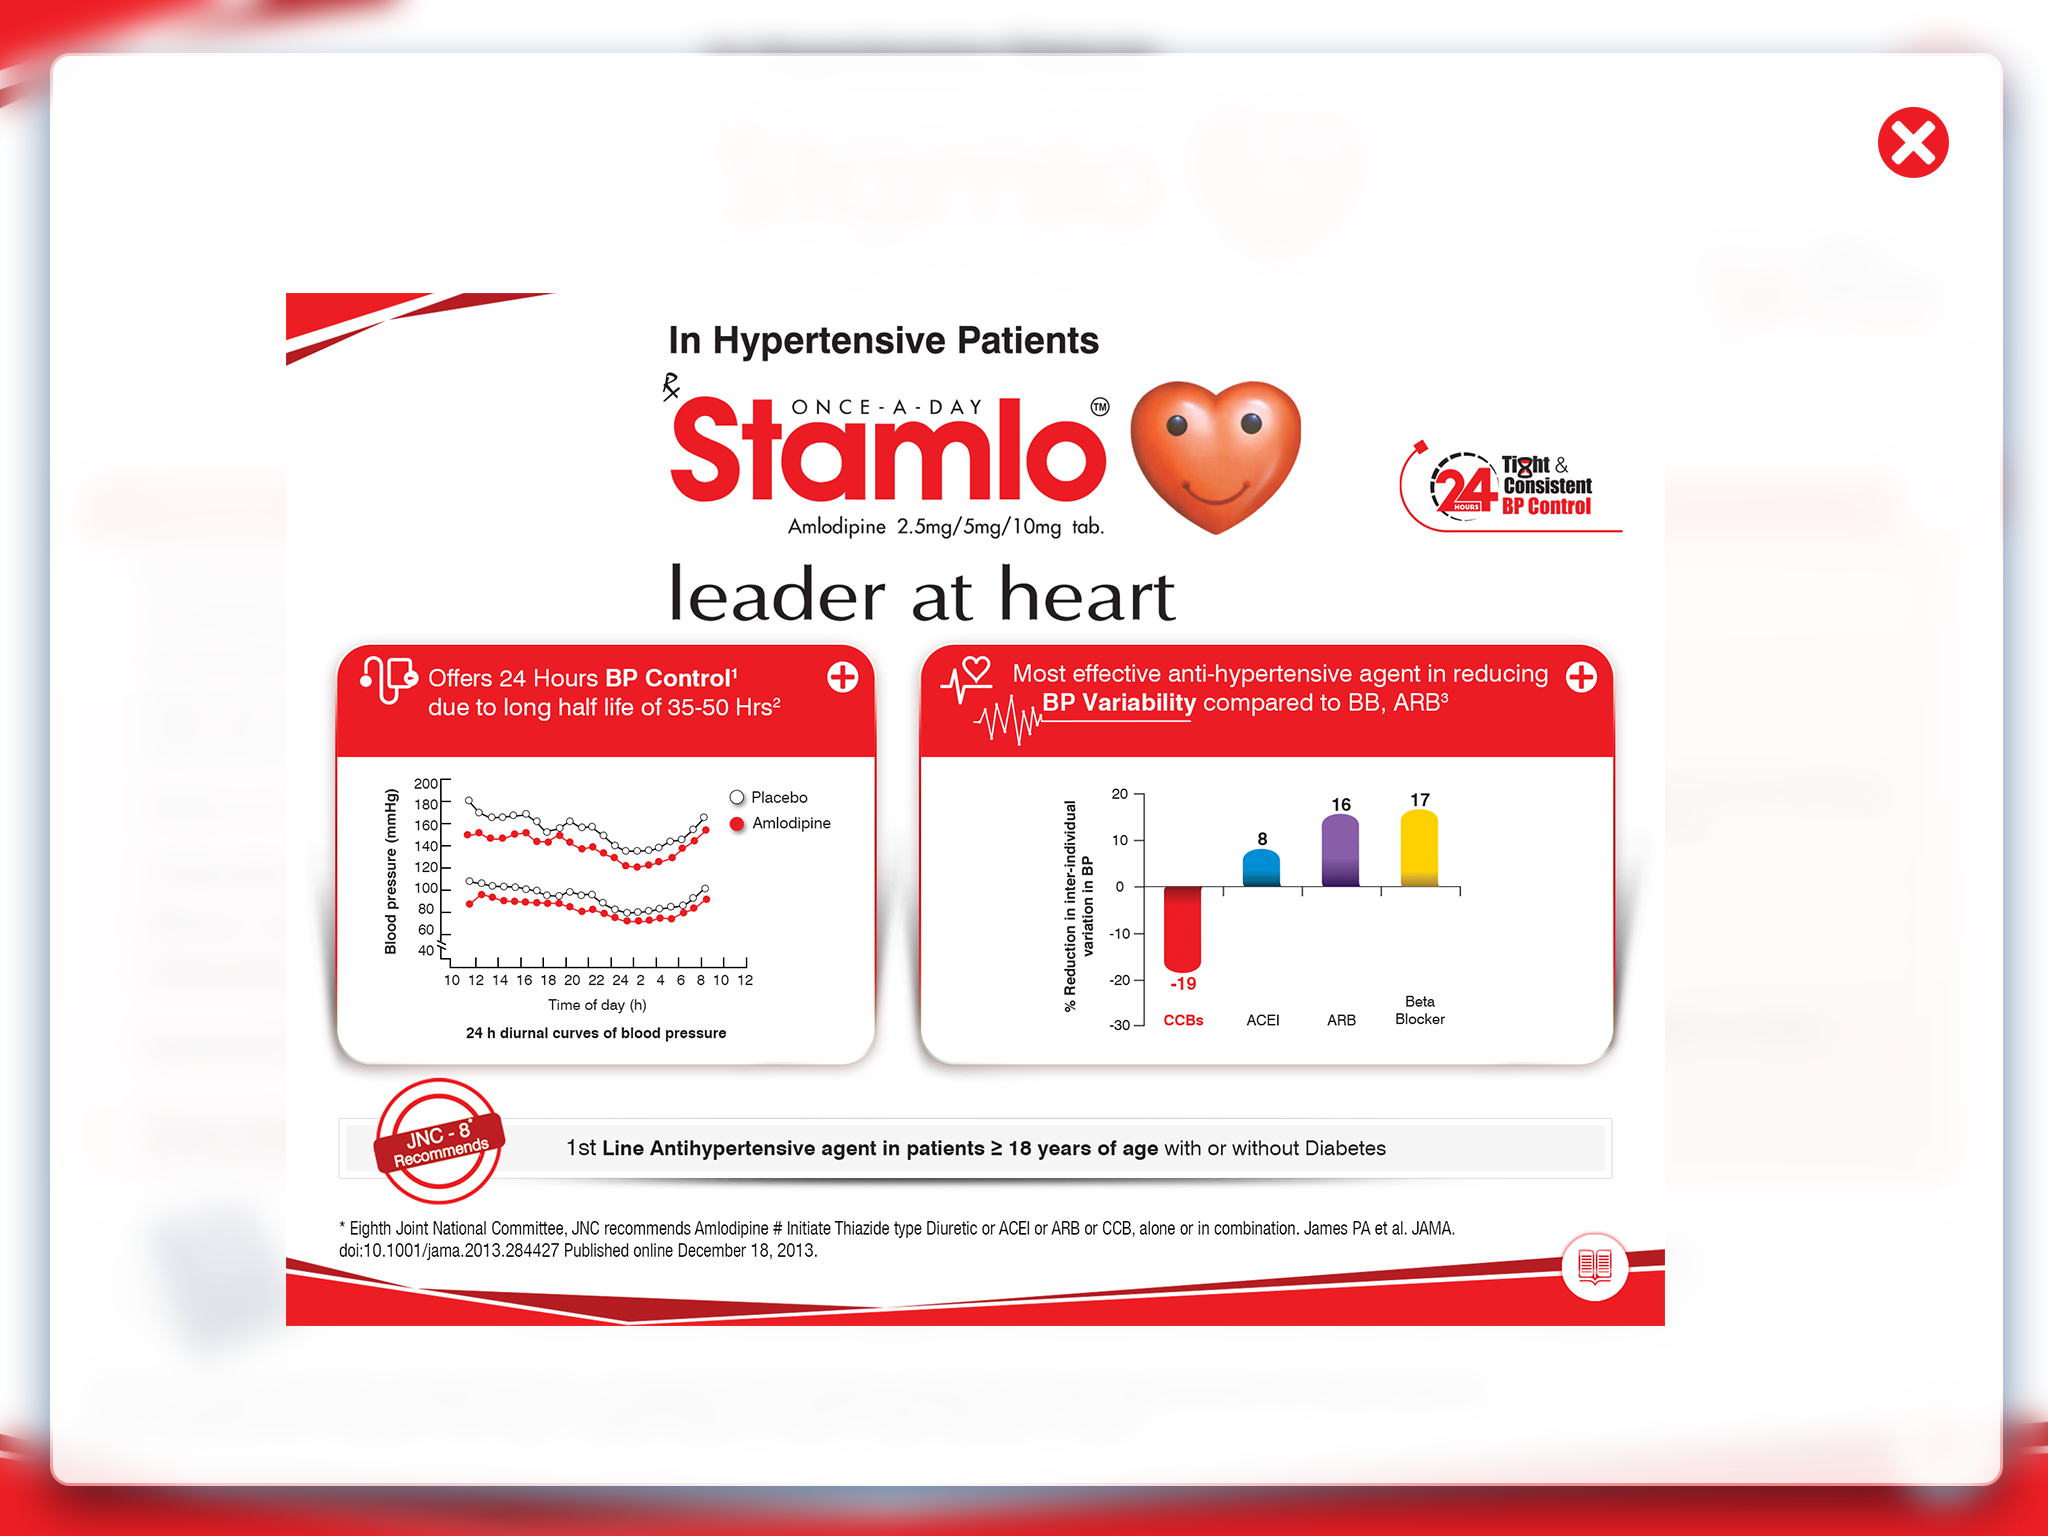 In Hypertensive Patients
℞
ONCE-A-DAY
Stamlo™
Amlodipine 2.5mg/5mg/10mg tab.
leader at heart
24 HOURS
Tight &
Consistent
BP Control
Offers 24 Hours BP Control¹
due to long half life of 35-50 Hrs²
Blood pressure (mmHg)
200
180
160
140
120
100
80
60
40
10 12 14 16 18 20 22 24 2 4 6 8 10 12
Time of day (h)
24 h diurnal curves of blood pressure
Placebo
Amlodipine
Most effective anti-hypertensive agent in reducing
BP Variability compared to BB, ARB³
% Reduction in inter-individual
variation in BP
20
10
0
-10
-20
-30
-19
8
16
17
CCBs
ACEI
ARB
Beta
Blocker
JNC - 8*
Recommends
1st Line Antihypertensive agent in patients ≥ 18 years of age with or without Diabetes
* Eighth Joint National Committee, JNC recommends Amlodipine # Initiate Thiazide type Diuretic or ACEI or ARB or CCB, alone or in combination. James PA et al. JAMA.
doi:10.1001/jama.2013.284427 Published online December 18, 2013.